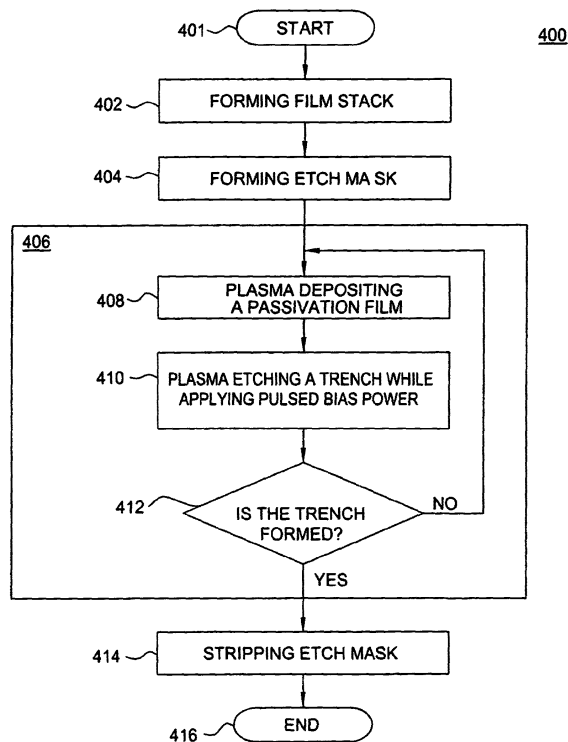 400
401
START
402
FORMING FILM STACK
404
FORMING ETCH MA SK
406
408
PLASMA DEPOSITING
A PASSIVATION FILM
410
PLASMA ETCHING A TRENCH WHILE
APPLYING PULSED BIAS POWER
412
IS THE TRENCH
FORMED?
NO
YES
414
STRIPPING ETCH MASK
416
END